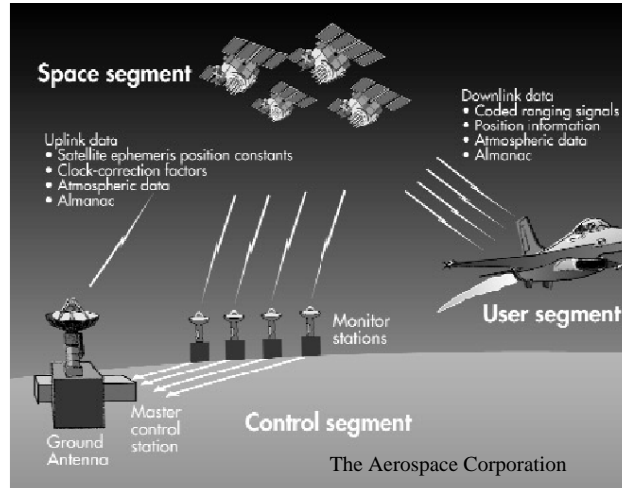 Space segment
Downlink data
• Coded ranging signals
• Position information
• Atmospheric data
• Almanac
Uplink data
• Satellite ephemeris position constants
• Clock-correction factors
• Atmospheric data
• Almanac
User segment
Monitor
stations
Master
control
station
Control segment
Ground
Antenna
The Aerospace Corporation